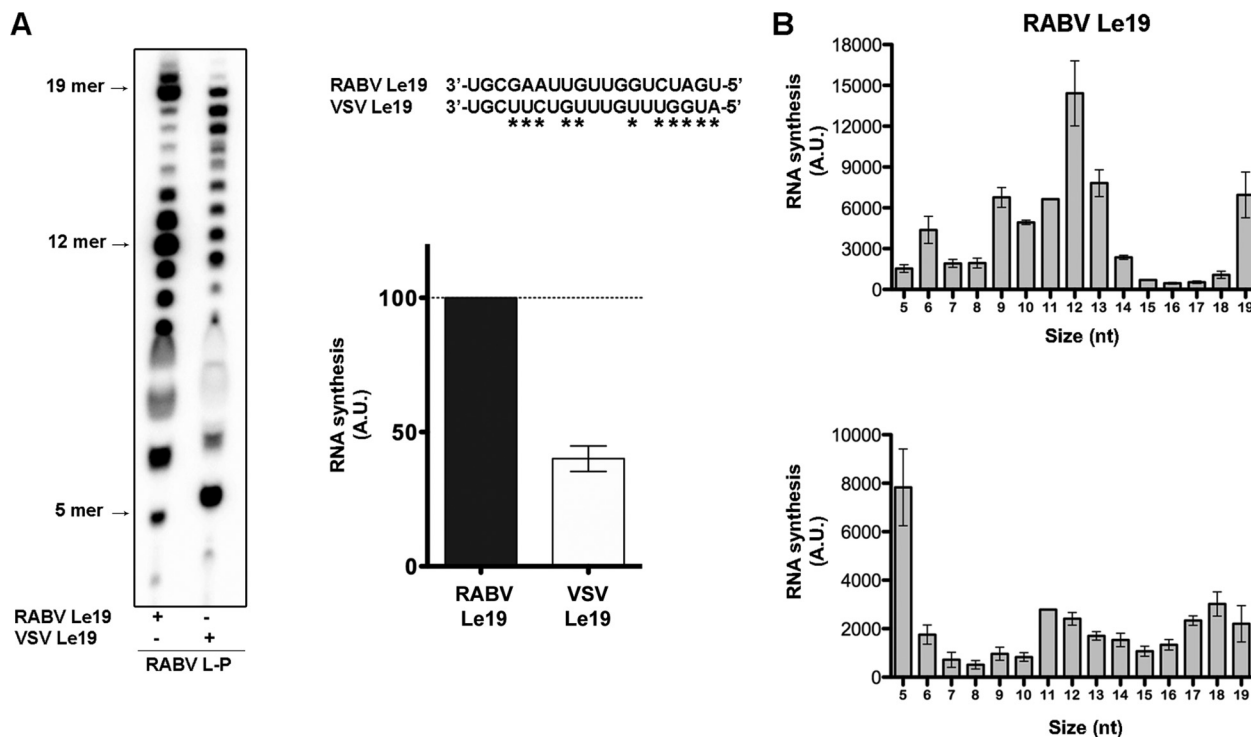 A
19 mer →
12 mer →
5 mer →
RABV Le19 + -
VSV Le19 - +
RABV L-P
RABV Le19 3'-UGCGAAUUGUUGGUCUAGU-5'
VSV Le19 3'-UGCUUCUGUUUGUUUGGUA-5'
*** ** * *****
RNA synthesis
(A.U.)
100
50
0
RABV
Le19
VSV
Le19
B
RABV Le19
RNA synthesis
(A.U.)
18000
15000
12000
9000
6000
3000
0
5 6 7 8 9 10 11 12 13 14 15 16 17 18 19
Size (nt)
RNA synthesis
(A.U.)
10000
8000
6000
4000
2000
0
5 6 7 8 9 10 11 12 13 14 15 16 17 18 19
Size (nt)